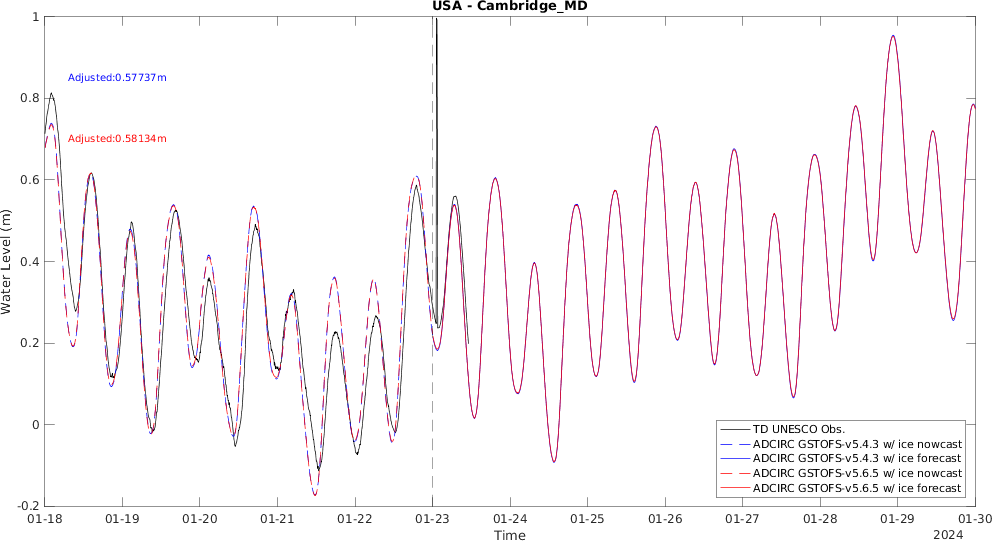 USA - Cambridge_MD
Adjusted:0.57737m
Adjusted:0.58134m
Water Level (m)
1
0.8
0.6
0.4
0.2
0
-0.2
TD UNESCO Obs.
ADCIRC GSTOFS-v5.4.3 w/ ice nowcast
ADCIRC GSTOFS-v5.4.3 w/ ice forecast
ADCIRC GSTOFS-v5.6.5 w/ ice nowcast
ADCIRC GSTOFS-v5.6.5 w/ ice forecast
01-18 01-19 01-20 01-21 01-22 01-23 01-24 01-25 01-26 01-27 01-28 01-29 01-30
Time
2024